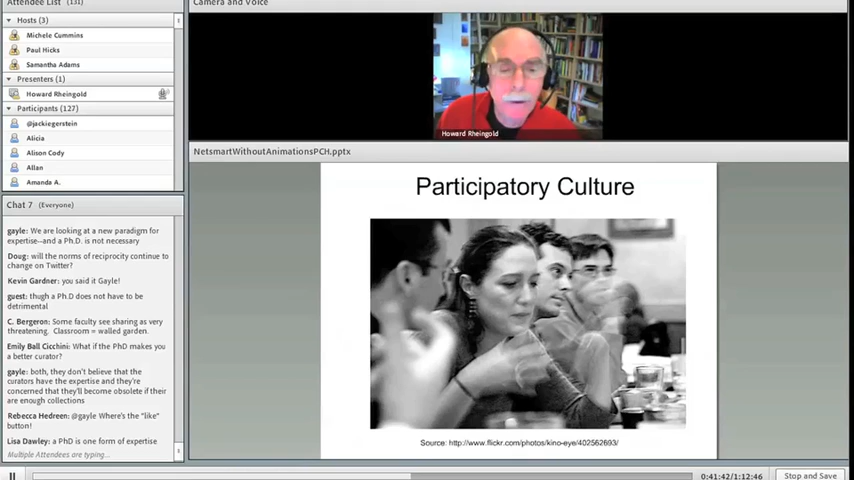 Attendee List (131)
Hosts (3)
Michele Cummins
Paul Hicks
Samantha Adams
Presenters (1)
Howard Rheingold
Participants (127)
@jackiegerstein
Alicia
Alison Cody
Allan
Amanda A.
Chat 7 (Everyone)
gayle: We are looking at a new paradigm for
expertise--and a Ph.D. is not necessary
Doug: will the norms of reciprocity continue to
change on Twitter?
Kevin Gardner: you said it Gayle!
guest: thugh a Ph.D does not have to be
detrimental
C. Bergeron: Some faculty see sharing as very
threatening. Classroom = walled garden.
Emily Ball Cicchini: What if the PhD makes you
a better curator?
gayle: both, they don't believe that the
curators have the expertise and they're
concerned that they'll become obsolete if their
are enough collections
Rebecca Hedreen: @gayle Where's the "like"
button!
Lisa Dawley: a PhD is one form of expertise
Multiple Attendees are typing...
Camera and Voice
Howard Rheingold
NetsmartWithoutAnimationsPCH.pptx
Participatory Culture
Source: http://www.flickr.com/photos/kino-eye/402562693/
0:41:42/1:12:46
Stop and Save